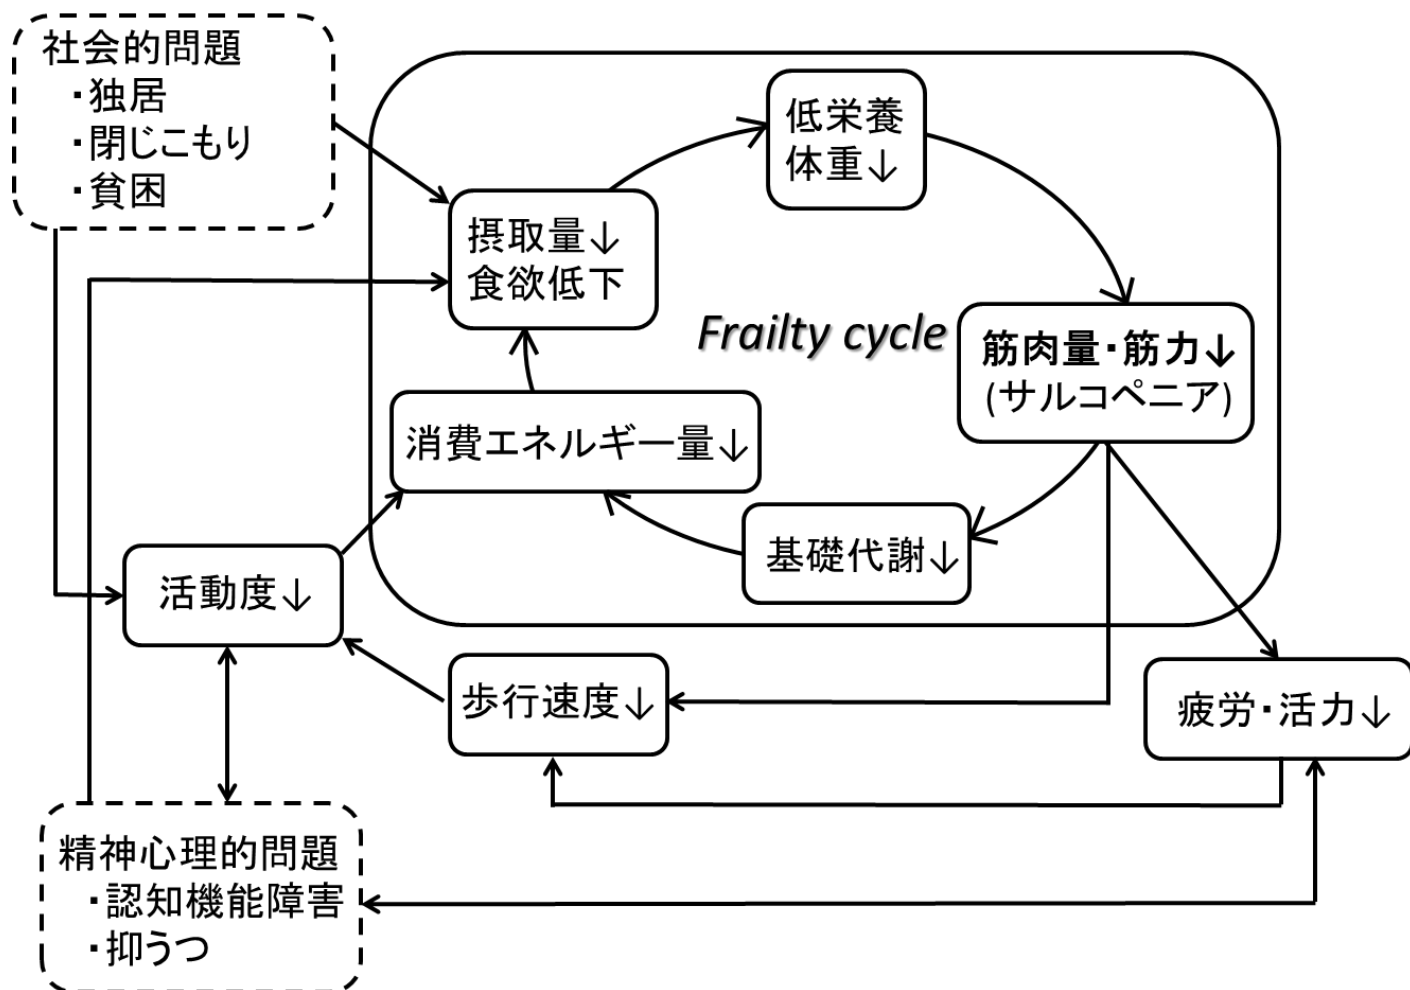 社会的問題
・独居
・閉じこもり
・貧困
低栄養
体重↓
摂取量↓
食欲低下
Frailty cycle
筋肉量・筋力↓
(サルコペニア)
消費エネルギー量↓
基礎代謝↓
活動度↓
歩行速度↓
疲労・活力↓
精神心理的問題
・認知機能障害
・抑うつ